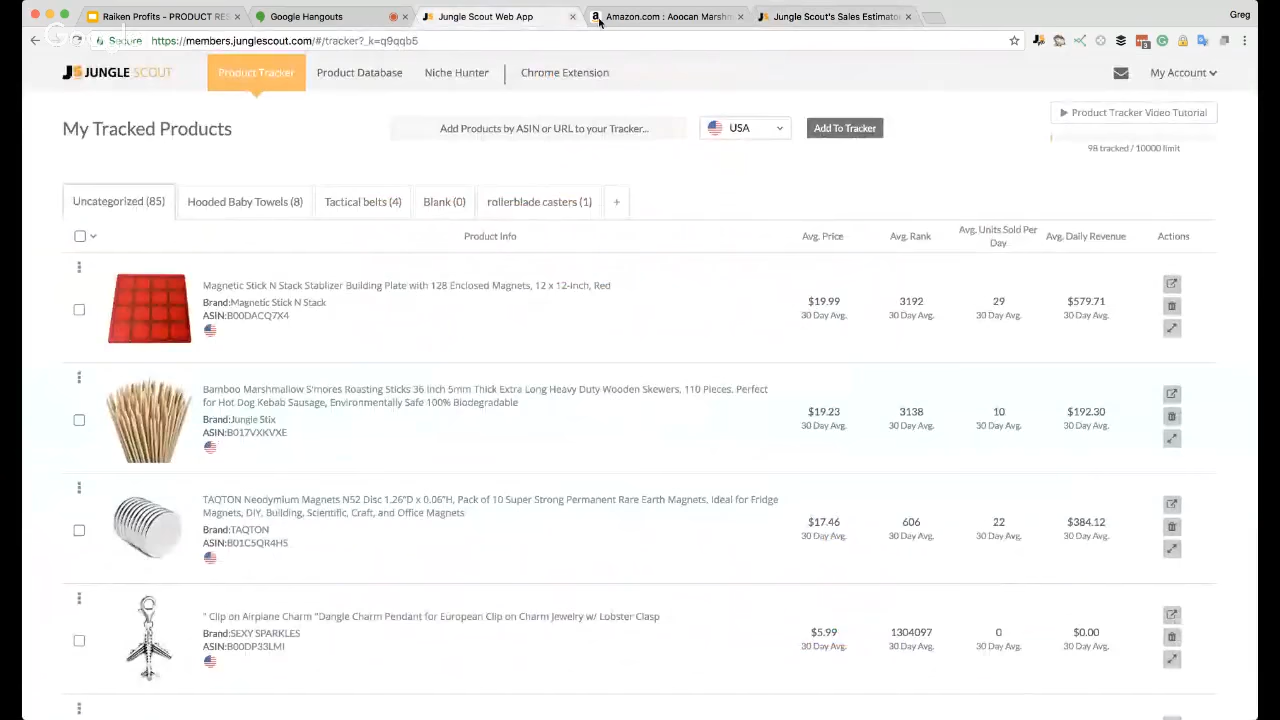 Raiken Profits - PRODUCT RES
Google Hangouts
Jungle Scout Web App
Amazon.com : Aoocan Marshm
Jungle Scout: Sales Estimator
Greg
Secure https://members.junglescout.com/#/tracker?_k=q9qqb5
JS JUNGLE SCOUT
Product Tracker
Product Database
Niche Hunter
Chrome Extension
My Account
My Tracked Products
Add Products by ASIN or URL to your Tracker...
USA
Add To Tracker
Product Tracker Video Tutorial
98 tracked / 10000 limit
Uncategorized (85)
Hooded Baby Towels (8)
Tactical belts (4)
Blank (0)
rollerblade casters (1)
+
Product Info
Avg. Price
Avg. Rank
Avg. Units Sold Per Day
Avg. Daily Revenue
Actions
Magnetic Stick N Stack Stablizer Building Plate with 128 Enclosed Magnets, 12 x 12-inch, Red
Brand:Magnetic Stick N Stack
ASIN:B00DACQ7X4
$19.99 3192 29 $579.71
30 Day Avg. 30 Day Avg. 30 Day Avg. 30 Day Avg.
Bamboo Marshmallow S'mores Roasting Sticks 36 Inch 5mm Thick Extra Long Heavy Duty Wooden Skewers, 110 Pieces. Perfect
for Hot Dog Kebab Sausage, Environmentally Safe 100% Biodegradable
Brand:Jungle Stix
ASIN:B017VXKVXE
$19.23 3138 10 $192.30
30 Day Avg. 30 Day Avg. 30 Day Avg. 30 Day Avg.
TAQTON Neodymium Magnets N52 Disc 1.26"D x 0.06"H, Pack of 10 Super Strong Permanent Rare Earth Magnets, Ideal for Fridge
Magnets, DIY, Building, Scientific, Craft, and Office Magnets
Brand:TAQTON
ASIN:B01C5QR4H5
$17.46 606 22 $384.12
30 Day Avg. 30 Day Avg. 30 Day Avg. 30 Day Avg.
" Clip on Airplane Charm "Dangle Charm Pendant for European Clip on Charm Jewelry w/ Lobster Clasp
Brand:SEXY SPARKLES
ASIN:B00DP33LMI
$5.99 1304097 0 $0.00
30 Day Avg. 30 Day Avg. 30 Day Avg. 30 Day Avg.